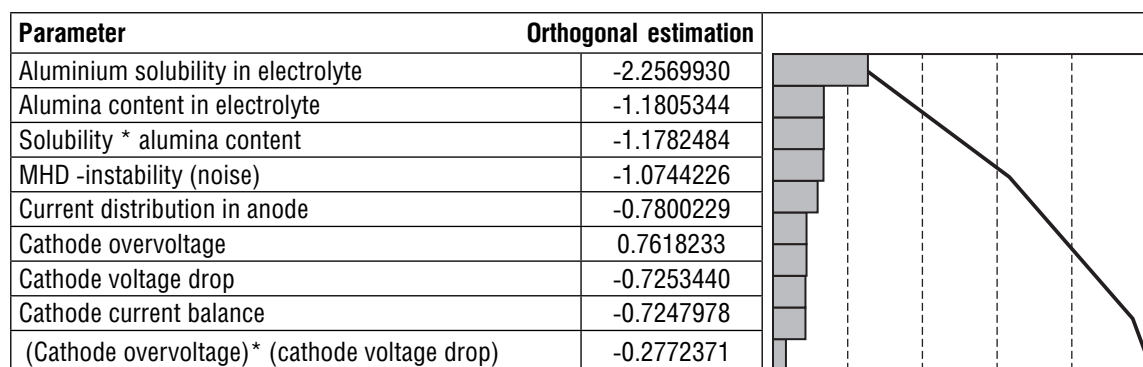 Parameter Orthogonal estimation
Aluminium solubility in electrolyte -2.2569930
Alumina content in electrolyte -1.1805344
Solubility * alumina content -1.1782484
MHD -instability (noise) -1.0744226
Current distribution in anode -0.7800229
Cathode overvoltage 0.7618233
Cathode voltage drop -0.7253440
Cathode current balance -0.7247978
(Cathode overvoltage)* (cathode voltage drop) -0.2772371